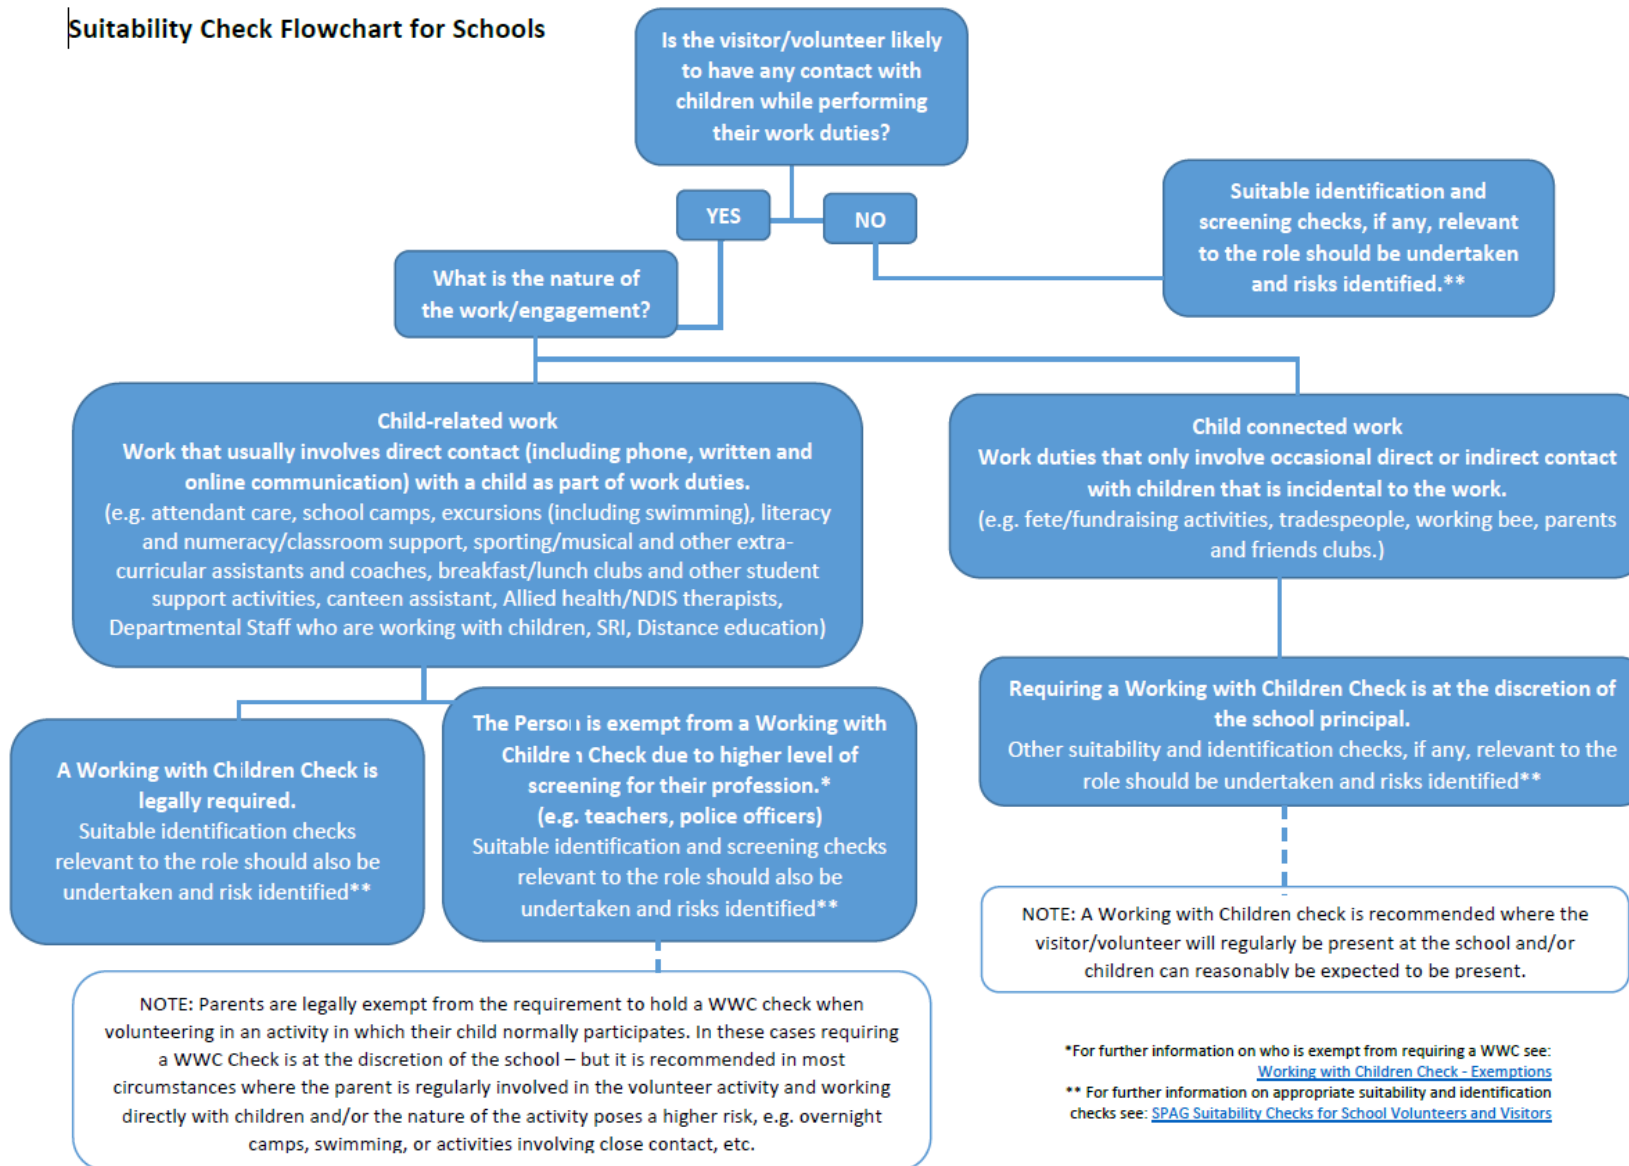 Suitability Check Flowchart for Schools
Is the visitor/volunteer likely
to have any contact with
children while performing
their work duties?
YES
NO
Suitable identification and
screening checks, if any, relevant
to the role should be undertaken
and risks identified.**
What is the nature of
the work/engagement?
Child-related work
Work that usually involves direct contact (including phone, written and
online communication) with a child as part of work duties.
(e.g. attendant care, school camps, excursions (including swimming), literacy
and numeracy/classroom support, sporting/musical and other extra-
curricular assistants and coaches, breakfast/lunch clubs and other student
support activities, canteen assistant, Allied health/NDIS therapists,
Departmental Staff who are working with children, SRI, Distance education)
Child connected work
Work duties that only involve occasional direct or indirect contact
with children that is incidental to the work.
(e.g. fete/fundraising activities, tradespeople, working bee, parents
and friends clubs.)
A Working with Children Check is
legally required.
Suitable identification checks
relevant to the role should also be
undertaken and risk identified**
The Person is exempt from a Working with
Children Check due to higher level of
screening for their profession.*
(e.g. teachers, police officers)
Suitable identification and screening checks
relevant to the role should also be
undertaken and risks identified**
Requiring a Working with Children Check is at the discretion of
the school principal.
Other suitability and identification checks, if any, relevant to the
role should be undertaken and risks identified**
NOTE: A Working with Children check is recommended where the
visitor/volunteer will regularly be present at the school and/or
children can reasonably be expected to be present.
NOTE: Parents are legally exempt from the requirement to hold a WWC check when
volunteering in an activity in which their child normally participates. In these cases requiring
a WWC Check is at the discretion of the school – but it is recommended in most
circumstances where the parent is regularly involved in the volunteer activity and working
directly with children and/or the nature of the activity poses a higher risk, e.g. overnight
camps, swimming, or activities involving close contact, etc.
*For further information on who is exempt from requiring a WWC see:
Working with Children Check - Exemptions
** For further information on appropriate suitability and identification
checks see: SPAG Suitability Checks for School Volunteers and Visitors